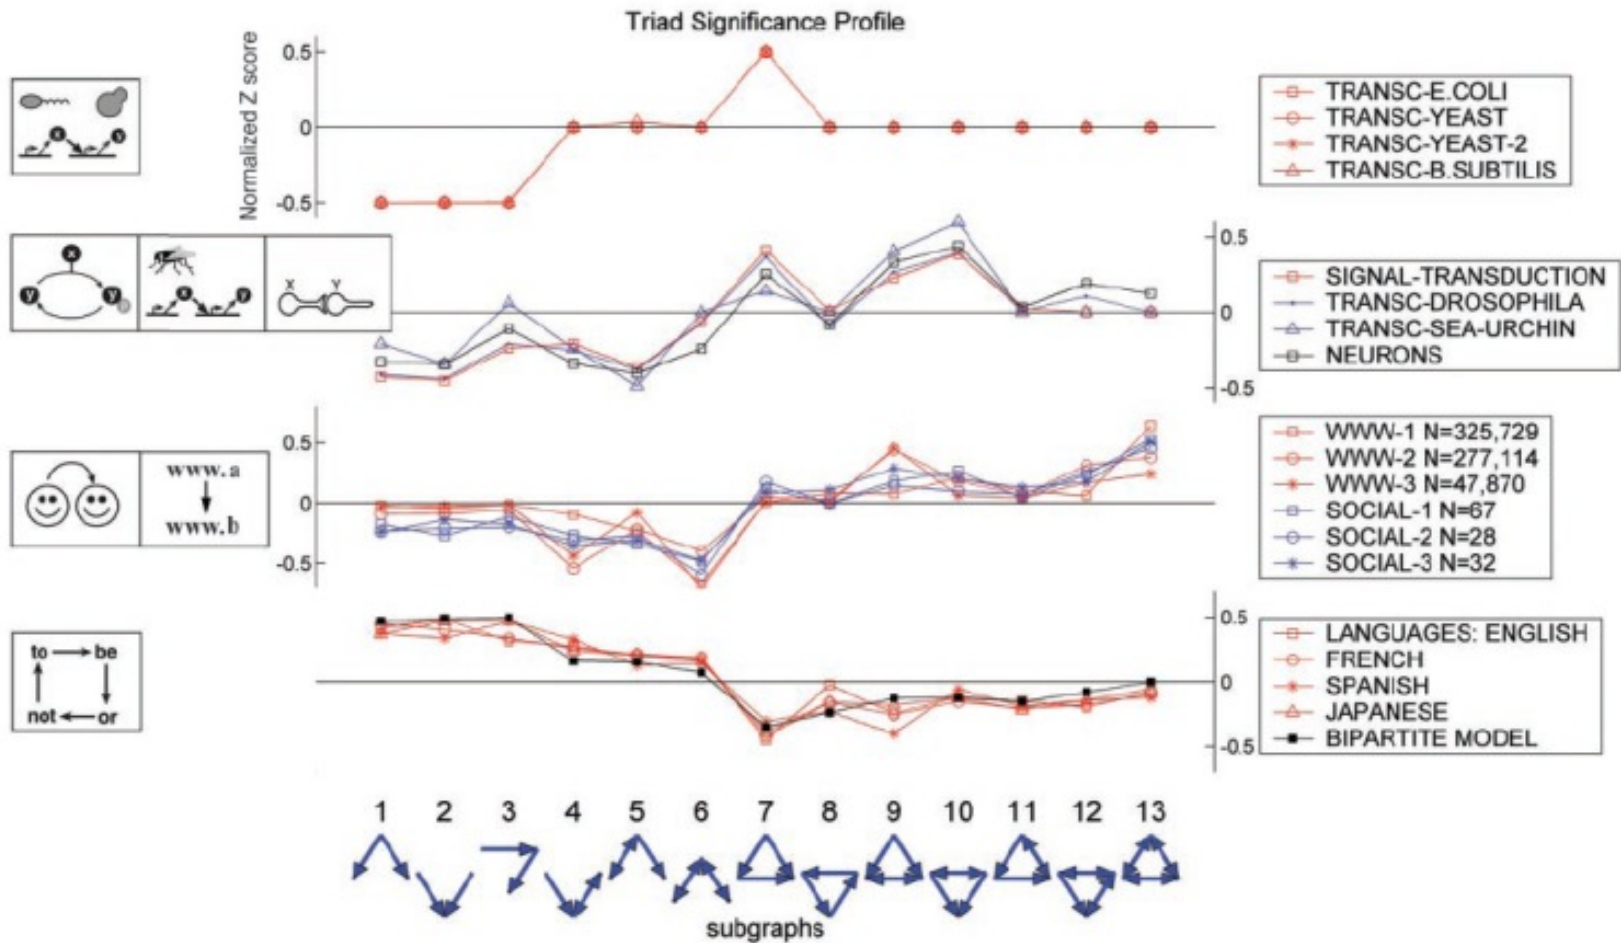 Triad Significance Profile
Normalized Z score
0.5
0
-0.5
x
y
TRANSC-E.COLI
TRANSC-YEAST
TRANSC-YEAST-2
TRANSC-B.SUBTILIS
x
y
y
x
y
X Y
0.5
0
-0.5
SIGNAL-TRANSDUCTION
TRANSC-DROSOPHILA
TRANSC-SEA-URCHIN
NEURONS
www.a
www.b
0.5
0
-0.5
WWW-1 N=325,729
WWW-2 N=277,114
WWW-3 N=47,870
SOCIAL-1 N=67
SOCIAL-2 N=28
SOCIAL-3 N=32
to be
not or
0.5
0
-0.5
LANGUAGES: ENGLISH
FRENCH
SPANISH
JAPANESE
BIPARTITE MODEL
1 2 3 4 5 6 7 8 9 10 11 12 13
subgraphs